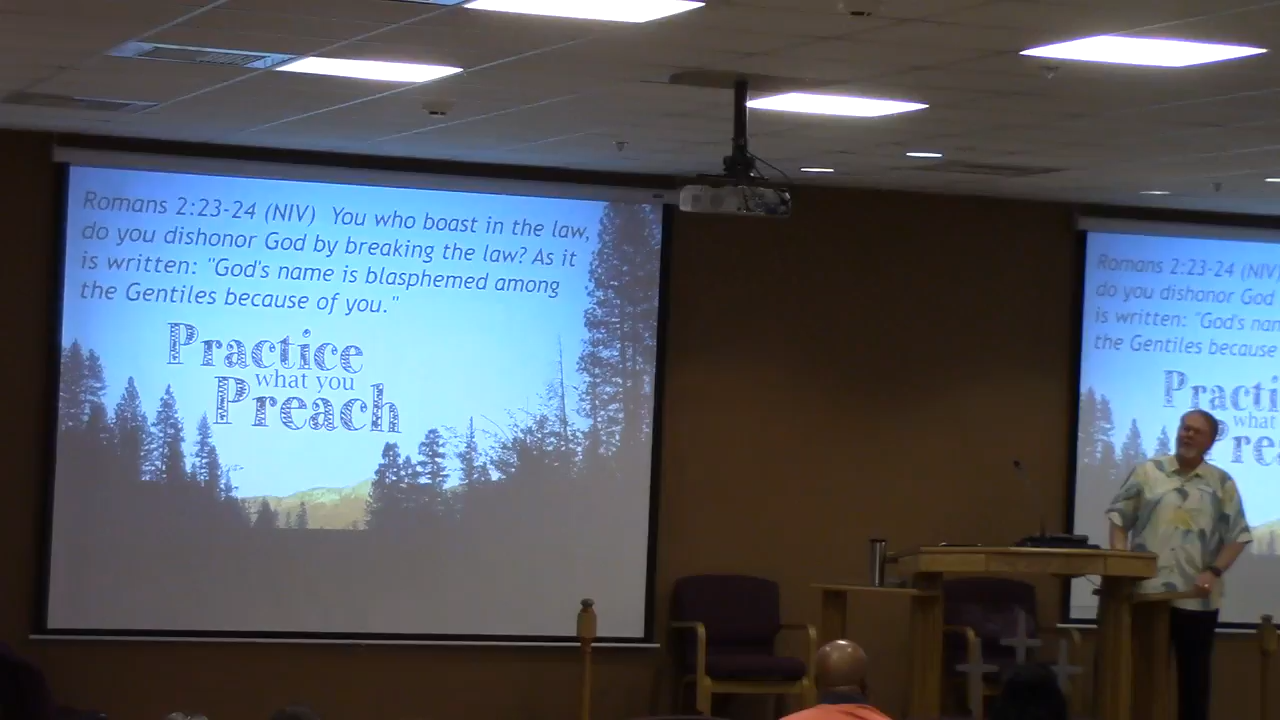 Romans 2:23-24 (NIV)  You who boast in the law,
do you dishonor God by breaking the law? As it
is written: "God's name is blasphemed among
the Gentiles because of you."
Practice
what you
Preach
Romans 2:23-24 (NIV)
do you dishonor God
is written: "God's nam
the Gentiles because
Practi
what
Prea